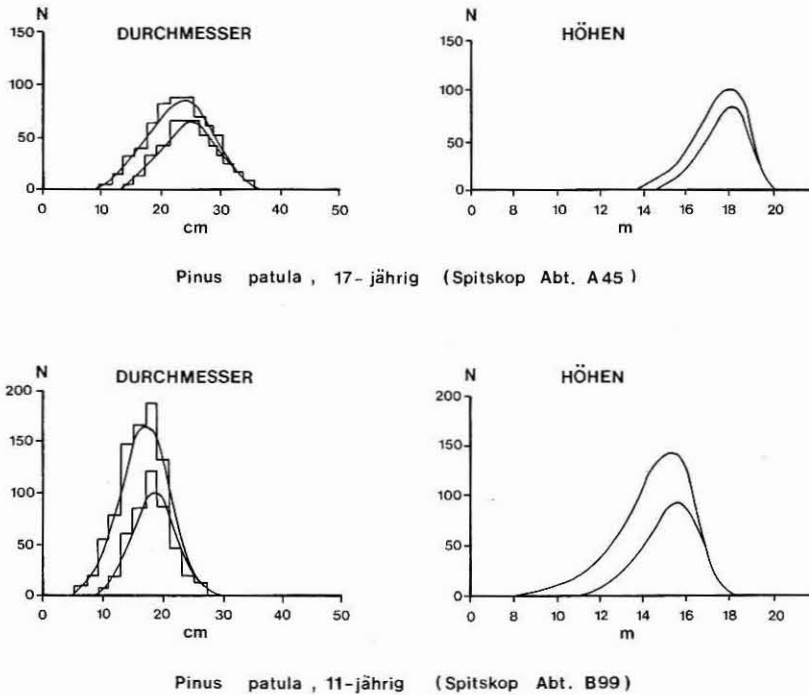 N
DURCHMESSER
150
100
50
0
0 10 20 30 40 50
cm
N
HÖHEN
150
100
50
0
0 8 10 12 14 16 18 20
m
Pinus patula , 17-jährig (Spitskop Abt. A45)
N
DURCHMESSER
200
150
100
50
0
0 10 20 30 40 50
cm
N
HÖHEN
200
150
100
50
0
0 8 10 12 14 16 18 20
m
Pinus patula , 11-jährig (Spitskop Abt. B99)